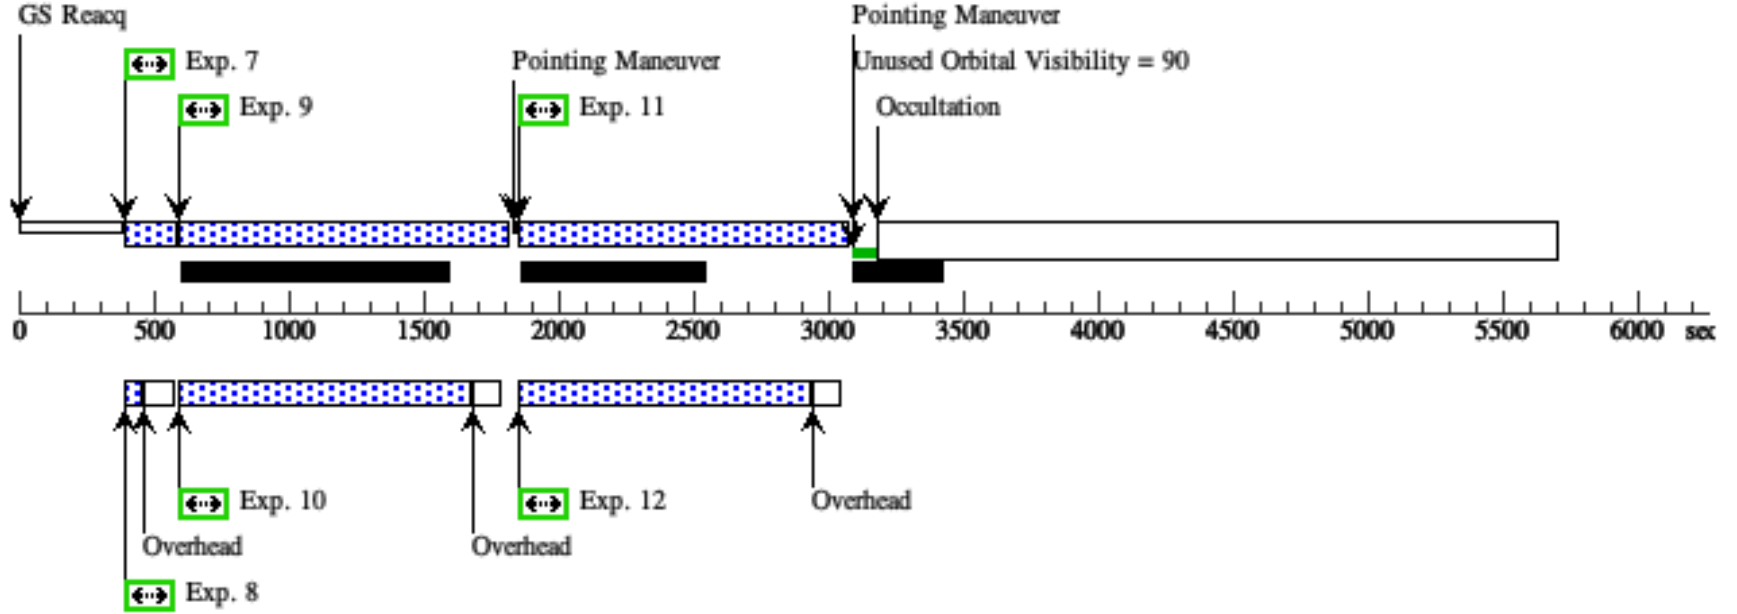 GS Reacq
Pointing Maneuver
Exp. 7
Pointing Maneuver
Unused Orbital Visibility = 90
Exp. 9
Exp. 11
Occultation
0 500 1000 1500 2000 2500 3000 3500 4000 4500 5000 5500 6000 sec
Exp. 10
Exp. 12
Overhead
Overhead
Overhead
Exp. 8